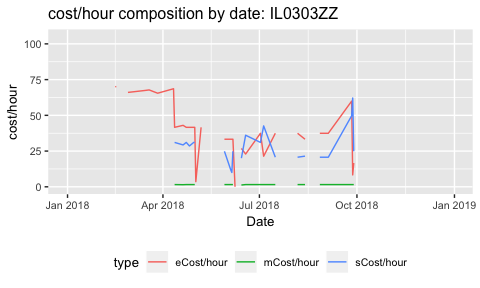 cost/hour composition by date: IL0303ZZ
100
75
50
25
0
cost/hour
Jan 2018
Apr 2018
Jul 2018
Oct 2018
Jan 2019
Date
type
eCost/hour
mCost/hour
sCost/hour